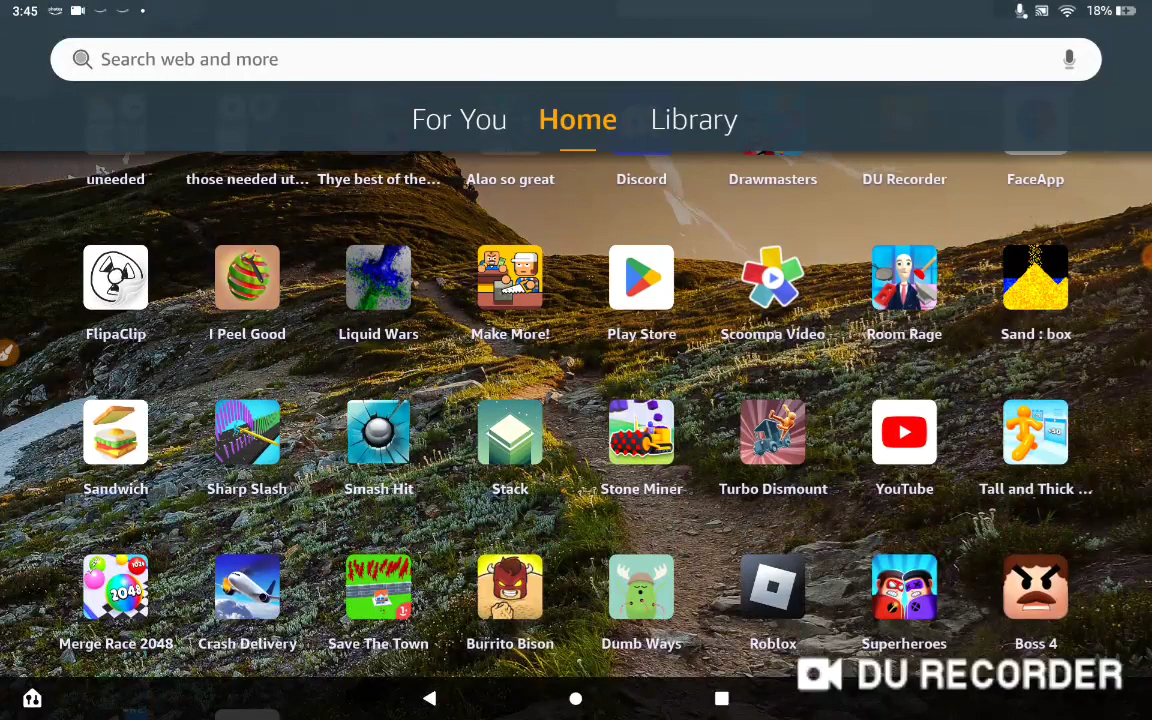 3:45 photos 18%
Search web and more
For You Home Library
uneeded those needed ut... Thye best of the... Alao so great Discord Drawmasters DU Recorder FaceApp
FlipaClip I Peel Good Liquid Wars Make More! Play Store Scoompa Video Room Rage Sand : box
+50
Sandwich Sharp Slash Smash Hit Stack Stone Miner Turbo Dismount YouTube Tall and Thick ...
2048
Merge Race 2048 Crash Delivery Save The Town Burrito Bison Dumb Ways Roblox Superheroes Boss 4
DU RECORDER